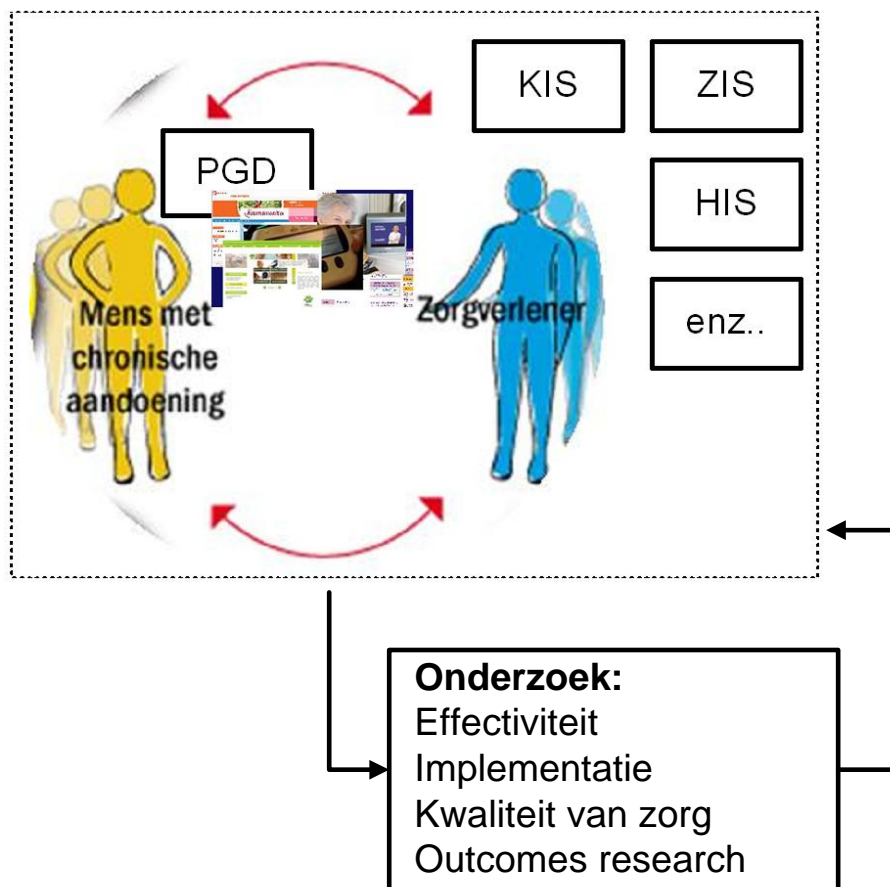 KIS
ZIS
PGD
HIS
enz..
Mens met
chronische
aandoening
Zorgverlener
Onderzoek:
Effectiviteit
Implementatie
Kwaliteit van zorg
Outcomes research